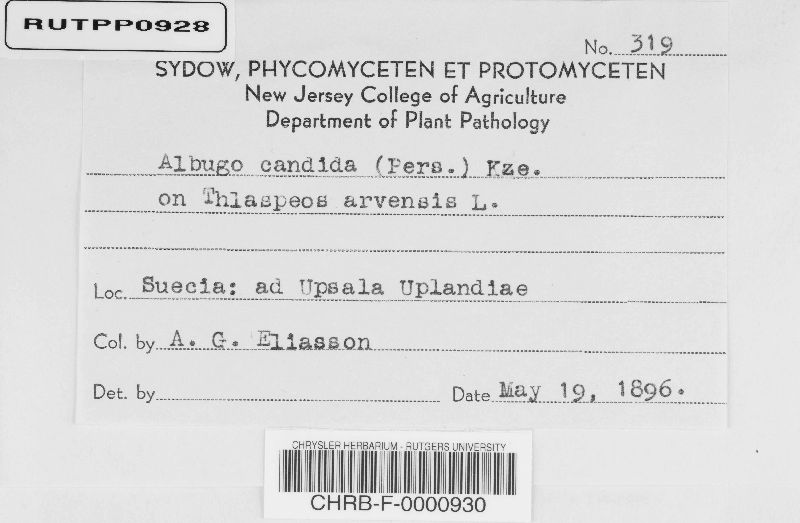 RUTPP0928
No. 319
SYDOW, PHYCOMYCETEN ET PROTOMYCETEN
New Jersey College of Agriculture
Department of Plant Pathology
Albugo candida (Pers.) Kze.
on Thlaspeos arvensis L.
Loc. Suecia: ad Upsala Uplandiae
Col. by A. G. Eliasson
Det. by
Date May 19, 1896.
CHRYSLER HERBARIUM - RUTGERS UNIVERSITY
CHRB-F-0000930